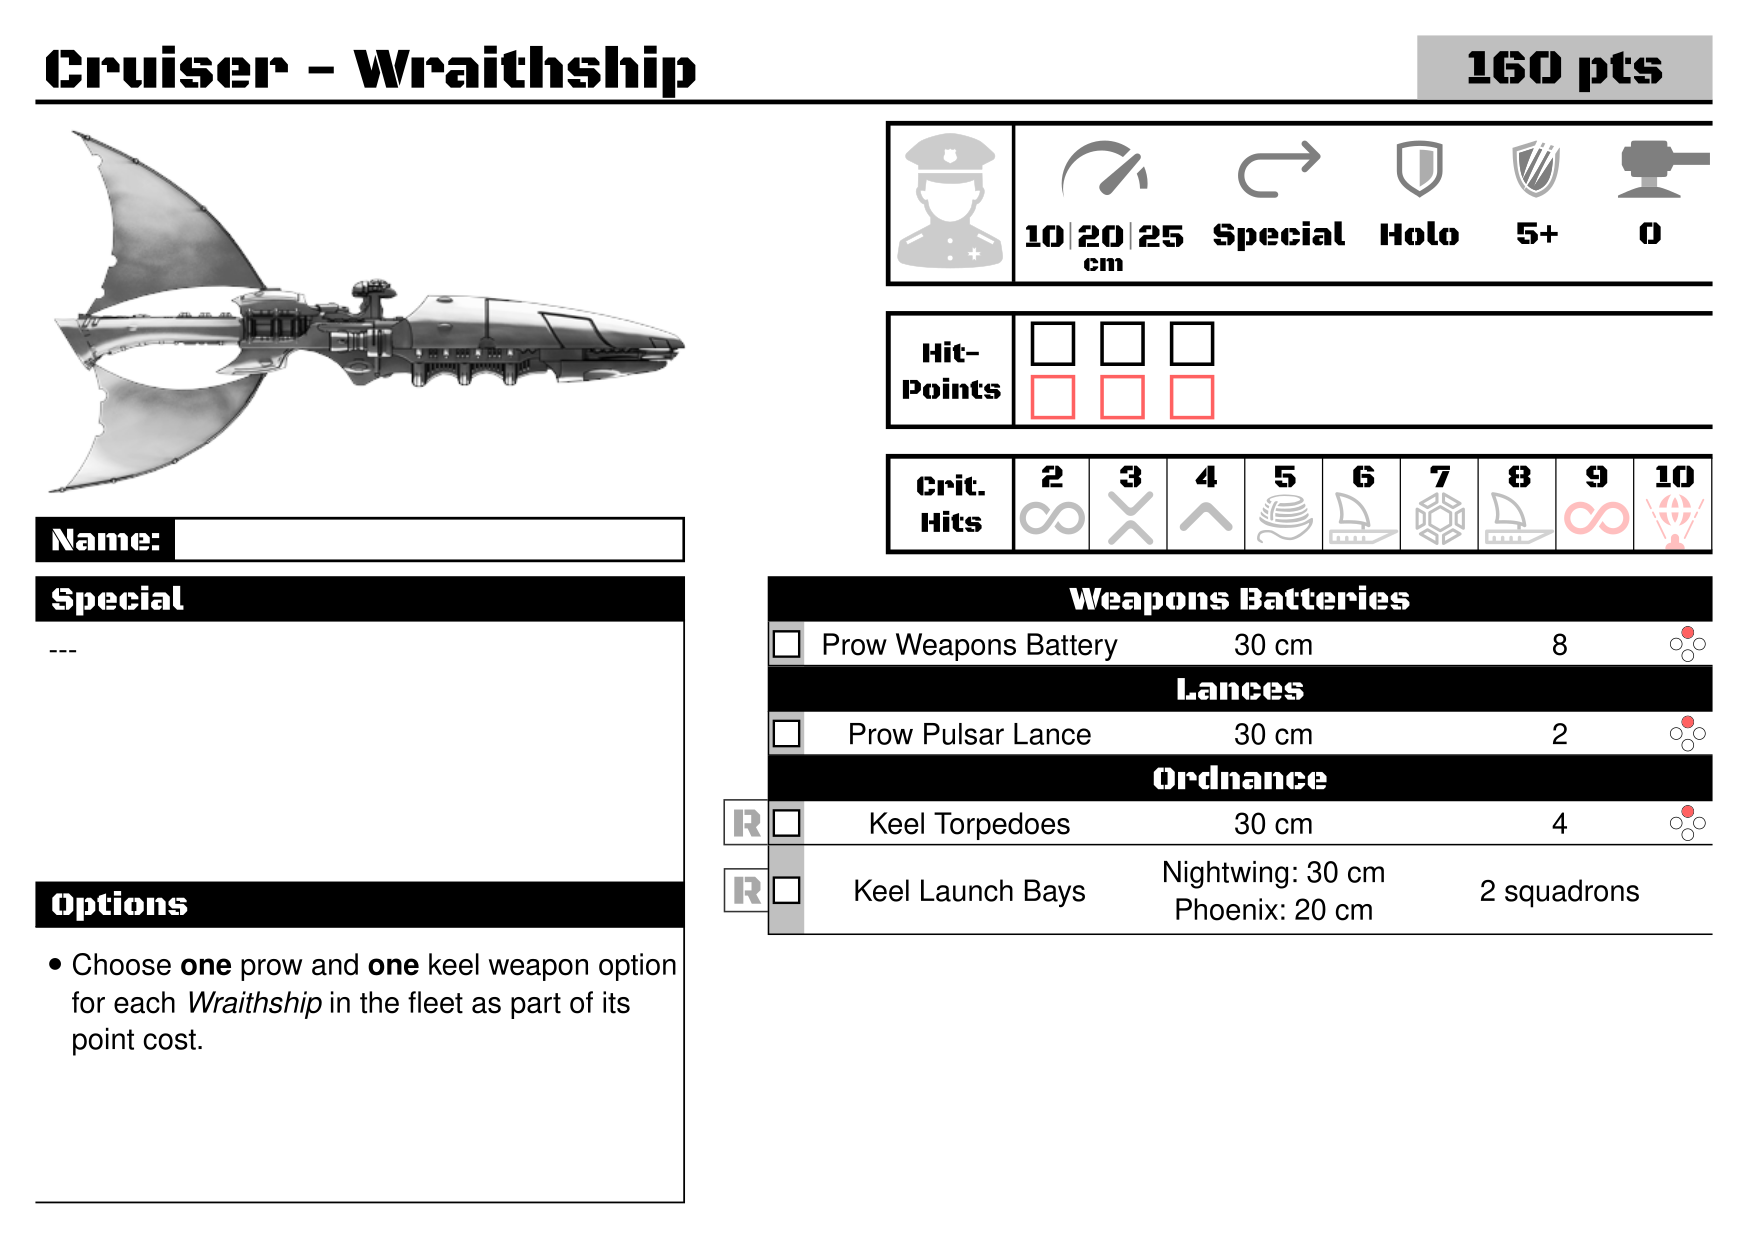 Cruiser – Wraithship
160 pts
10|20|25 Special Holo 5+ 0
cm
Hit-
Points
Crit.
Hits
2 3 4 5 6 7 8 9 10
Name:
Special
---
Options
• Choose one prow and one keel weapon option
for each Wraithship in the fleet as part of its
point cost.
Weapons Batteries
Prow Weapons Battery 30 cm 8
Lances
Prow Pulsar Lance 30 cm 2
Ordnance
R Keel Torpedoes 30 cm 4
R Keel Launch Bays Nightwing: 30 cm 2 squadrons
Phoenix: 20 cm